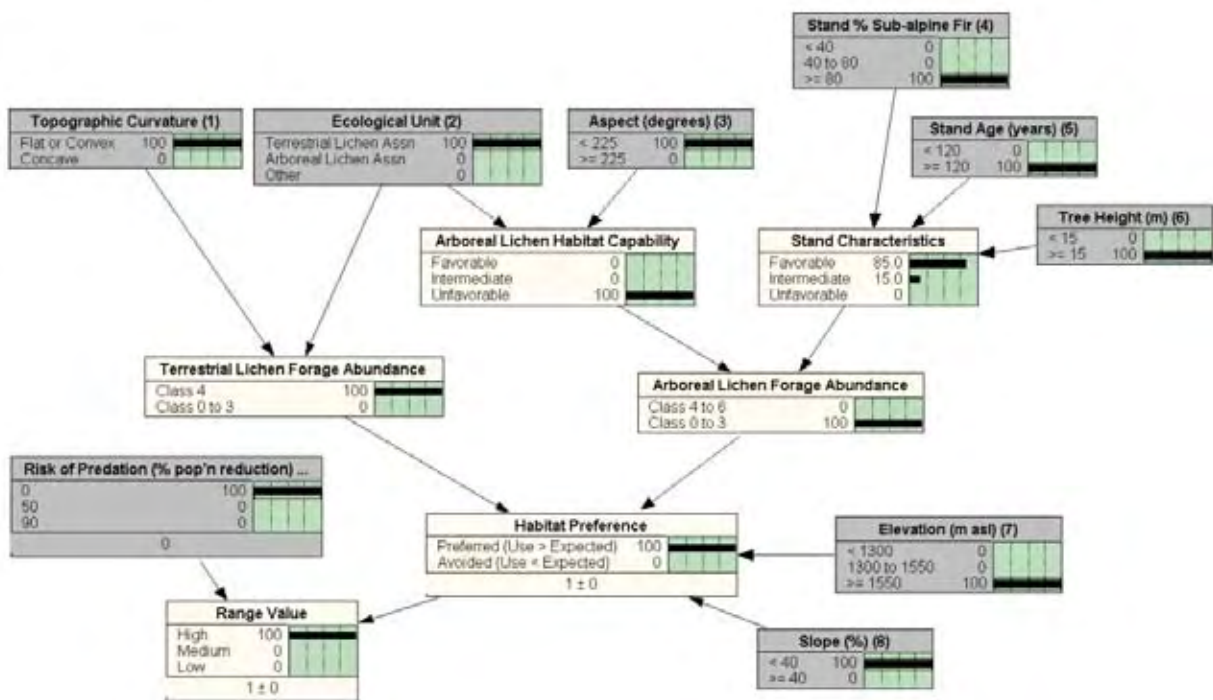 Stand % Sub-alpine Fir (4)
< 40 0
40 to 80 0
>= 80 100
Topographic Curvature (1)
Flat or Convex 100
Concave 0
Ecological Unit (2)
Terrestrial Lichen Assn 100
Arboreal Lichen Assn 0
Other 0
Aspect (degrees) (3)
< 225 100
>= 225 0
Stand Age (years) (5)
< 120 0
>= 120 100
Tree Height (m) (6)
< 15 0
>= 15 100
Arboreal Lichen Habitat Capability
Favorable 0
Intermediate 0
Unfavorable 100
Stand Characteristics
Favorable 85.0
Intermediate 15.0
Unfavorable 0
Terrestrial Lichen Forage Abundance
Class 4 100
Class 0 to 3 0
Arboreal Lichen Forage Abundance
Class 4 to 6 0
Class 0 to 3 100
Risk of Predation (% pop'n reduction) ...
0 100
50 0
90 0
0
Habitat Preference
Preferred (Use > Expected) 100
Avoided (Use < Expected) 0
1 ± 0
Elevation (m asl) (7)
< 1300 0
1300 to 1550 0
>= 1550 100
Range Value
High 100
Medium 0
Low 0
1 ± 0
Slope (%) (8)
< 40 100
>= 40 0